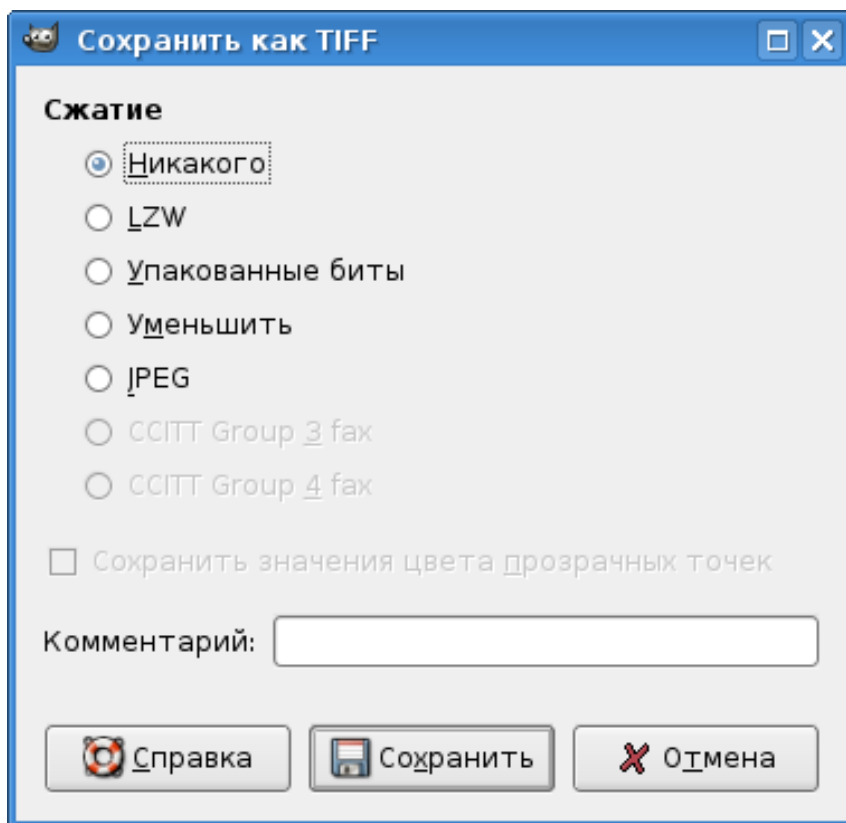 Сохранить как TIFF
Сжатие
Никакого
LZW
Упакованные биты
Уменьшить
JPEG
CCITT Group 3 fax
CCITT Group 4 fax
Сохранить значения цвета прозрачных точек
Комментарий:
Справка Сохранить Отмена